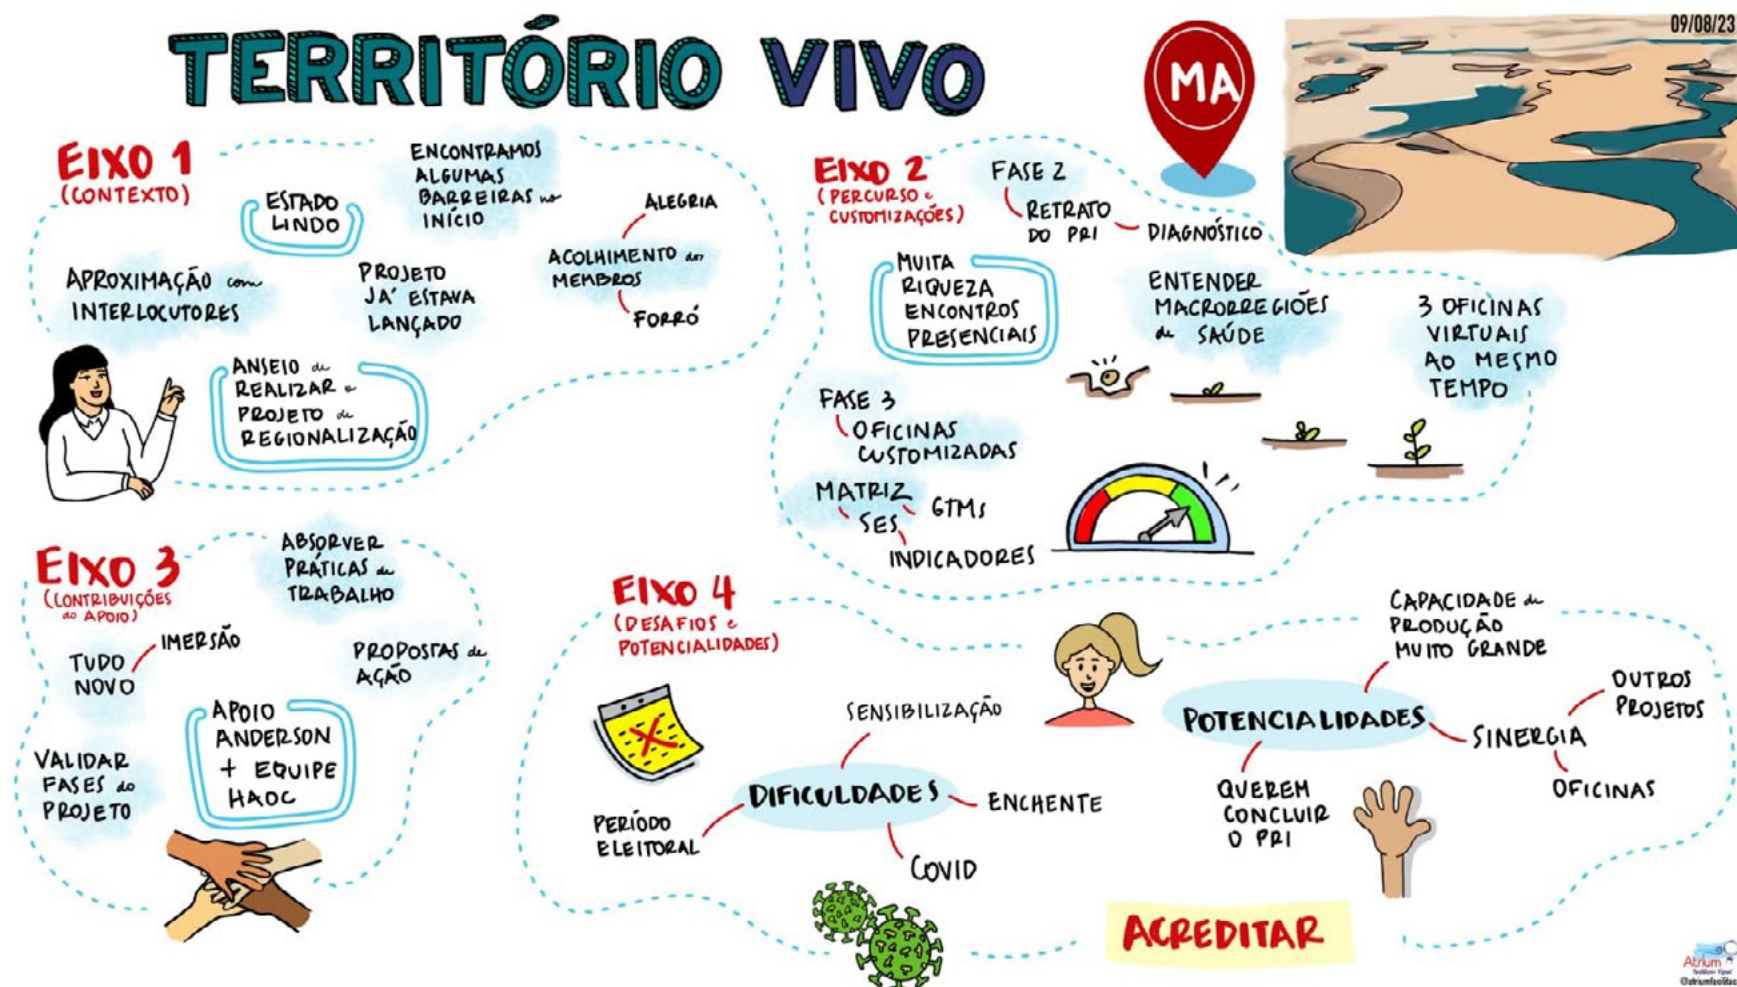 TERRITÓRIO VIVO
MA
09/08/23
EIXO 1
(CONTEXTO)
ESTADO
LINDO
ENCONTRAMOS
ALGUMAS
BARREIRAS no
INÍCIO
ALEGRIA
ACOLHIMENTO dos
MEMBROS
FORRÓ
APROXIMAÇÃO com
INTERLOCUTORES
PROJETO
JÁ ESTAVA
LANÇADO
ANSEIO de
REALIZAR o
PROJETO de
REGIONALIZAÇÃO
EIXO 2
(PERCURSO e
CUSTOMIZAÇÕES)
FASE 2
RETRATO
DO PRI
DIAGNÓSTICO
MUITA
RIQUEZA
ENCONTROS
PRESENCIAIS
ENTENDER
MACRORREGIÕES
de SAÚDE
3 OFICINAS
VIRTUAIS
AO MESMO
TEMPO
FASE 3
OFICINAS
CUSTOMIZADAS
MATRIZ
GTMs
SES
INDICADORES
EIXO 3
(CONTRIBUIÇÕES
do APOIO)
ABSORVER
PRÁTICAS de
TRABALHO
IMERSÃO
TUDO
NOVO
PROPOSTAS de
AÇÃO
APOIO
ANDERSON
+ EQUIPE
HAOC
VALIDAR
FASES do
PROJETO
EIXO 4
(DESAFIOS e
POTENCIALIDADES)
SENSIBILIZAÇÃO
DIFICULDADES
ENCHENTE
PERÍODO
ELEITORAL
COVID
CAPACIDADE de
PRODUÇÃO
MUITO GRANDE
POTENCIALIDADES
OUTROS
PROJETOS
SINERGIA
OFICINAS
QUEREM
CONCLUIR
O PRI
ACREDITAR
Atrium